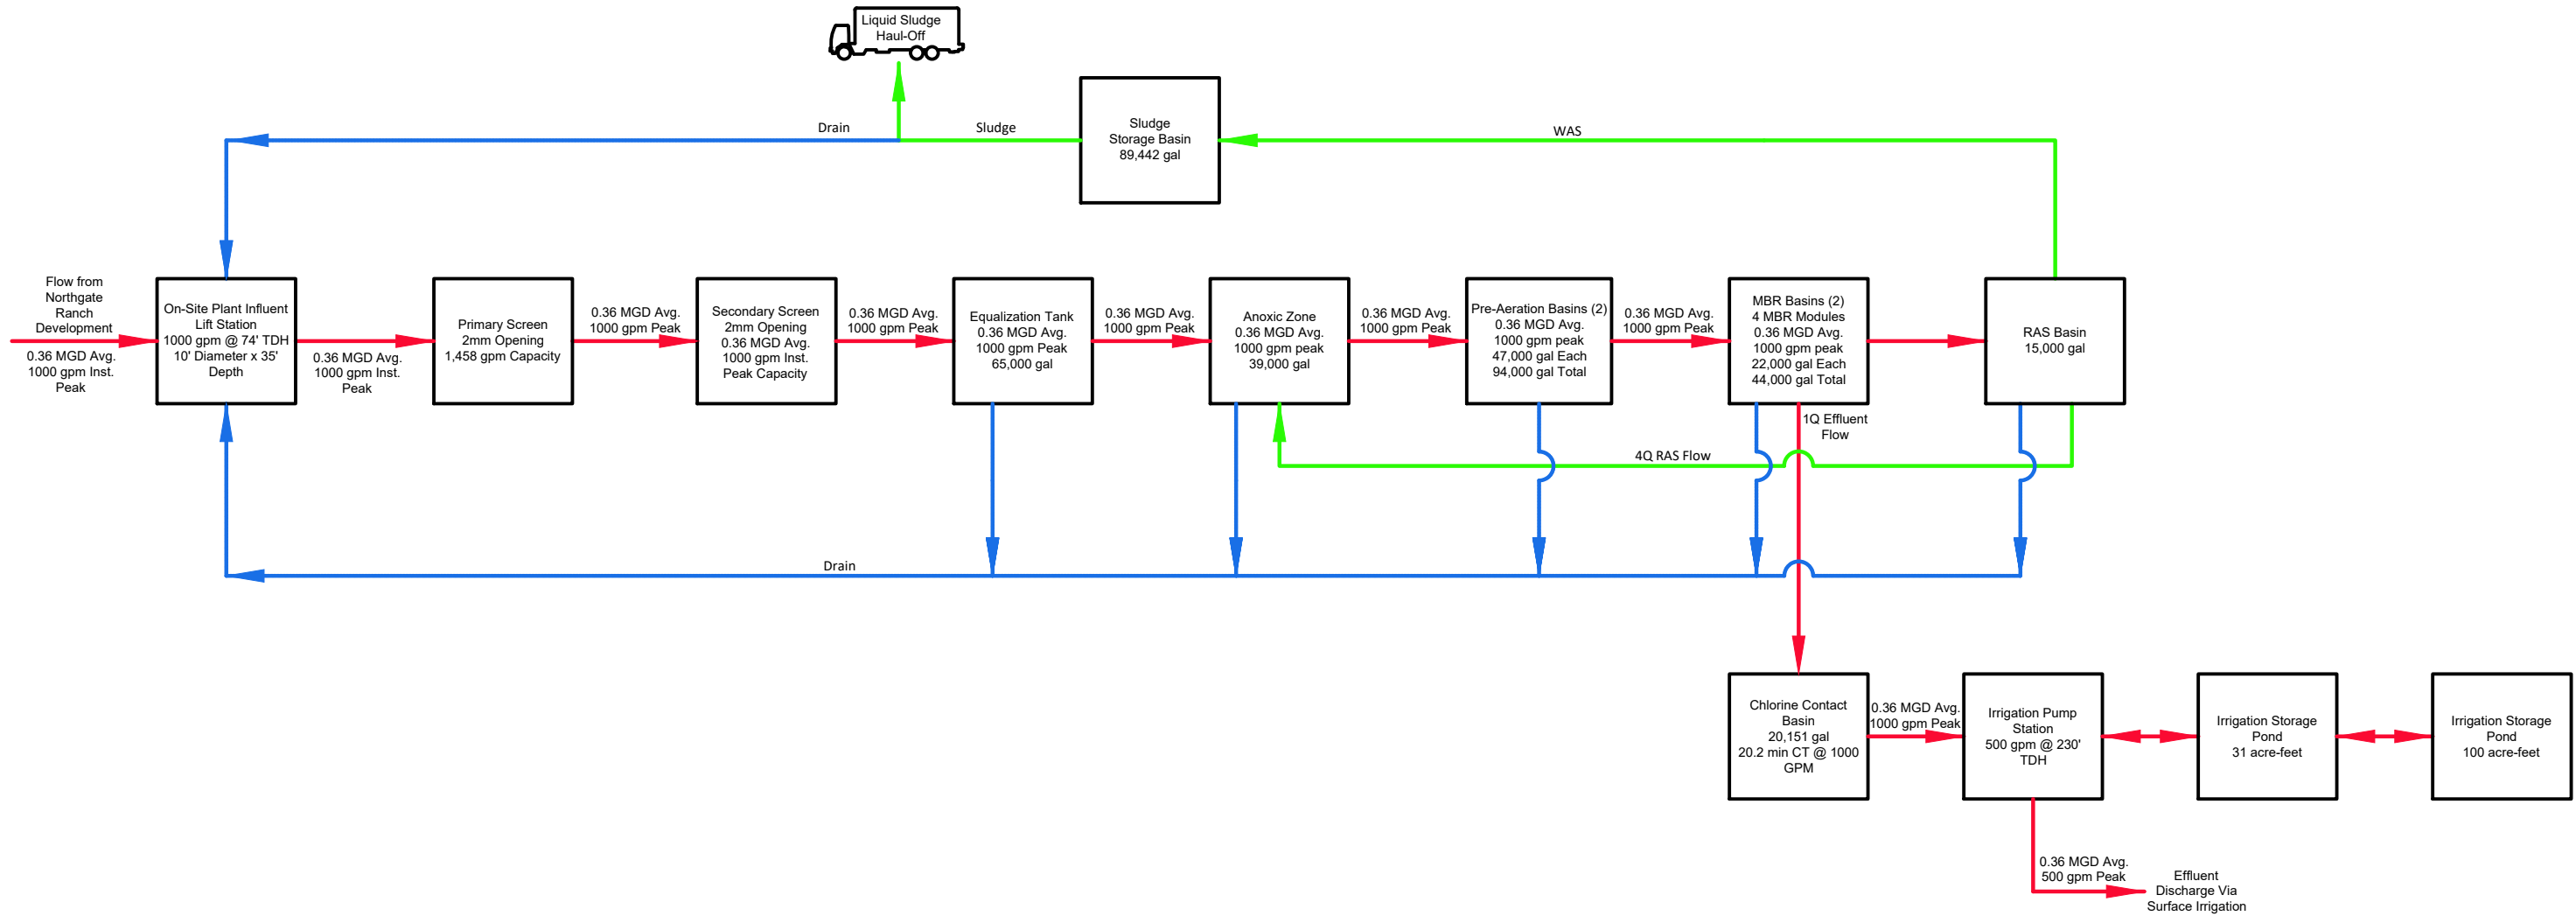 Liquid Sludge
Haul-Off
Drain
Sludge
Sludge
Storage Basin
89,442 gal
WAS
Flow from
Northgate
Ranch
Development
0.36 MGD Avg.
1000 gpm Inst.
Peak
On-Site Plant Influent
Lift Station
1000 gpm @ 74' TDH
10' Diameter x 35'
Depth
0.36 MGD Avg.
1000 gpm Inst.
Peak
Primary Screen
2mm Opening
1,458 gpm Capacity
0.36 MGD Avg.
1000 gpm Peak
Secondary Screen
2mm Opening
0.36 MGD Avg.
1000 gpm Inst.
Peak Capacity
0.36 MGD Avg.
1000 gpm Peak
Equalization Tank
0.36 MGD Avg.
1000 gpm Peak
65,000 gal
0.36 MGD Avg.
1000 gpm Peak
Anoxic Zone
0.36 MGD Avg.
1000 gpm peak
39,000 gal
0.36 MGD Avg.
1000 gpm Peak
Pre-Aeration Basins (2)
0.36 MGD Avg.
1000 gpm peak
47,000 gal Each
94,000 gal Total
0.36 MGD Avg.
1000 gpm Peak
MBR Basins (2)
4 MBR Modules
0.36 MGD Avg.
1000 gpm peak
22,000 gal Each
44,000 gal Total
RAS Basin
15,000 gal
1Q Effluent
Flow
4Q RAS Flow
Drain
Chlorine Contact
Basin
20,151 gal
20.2 min CT @ 1000
GPM
0.36 MGD Avg.
1000 gpm Peak
Irrigation Pump
Station
500 gpm @ 230'
TDH
Irrigation Storage
Pond
31 acre-feet
Irrigation Storage
Pond
100 acre-feet
0.36 MGD Avg.
500 gpm Peak
Effluent
Discharge Via
Surface Irrigation